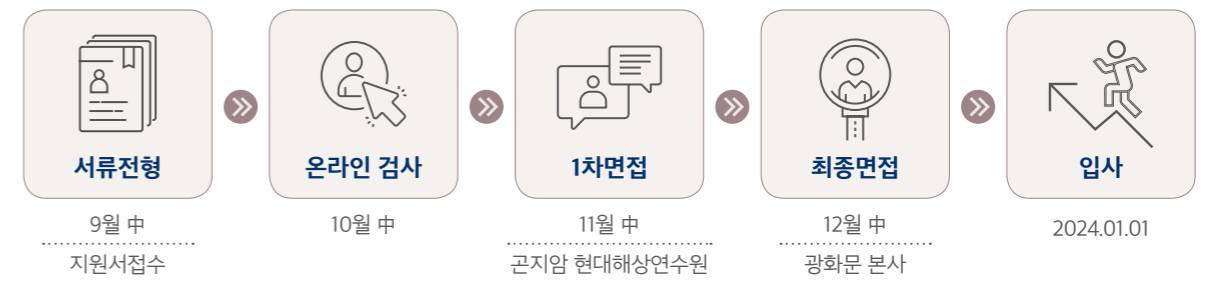 서류전형
9월 中
지원서접수
온라인 검사
10월 中
1차면접
11월 中
곤지암 현대해상연수원
최종면접
12월 中
광화문 본사
입사
2024.01.01